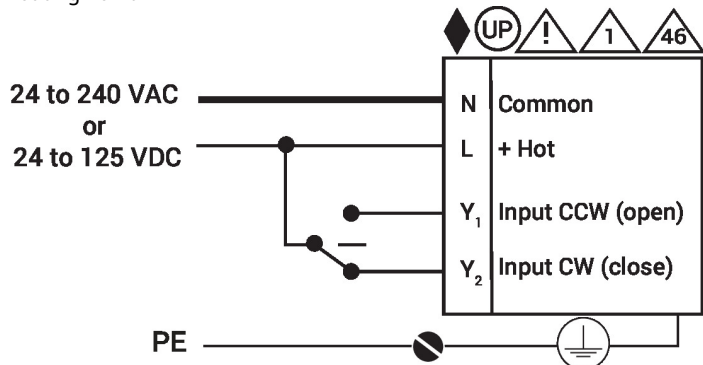 UP ! 1 46
24 to 240 VAC
or
24 to 125 VDC
N Common
L + Hot
Y1 Input CCW (open)
Y2 Input CW (close)
PE